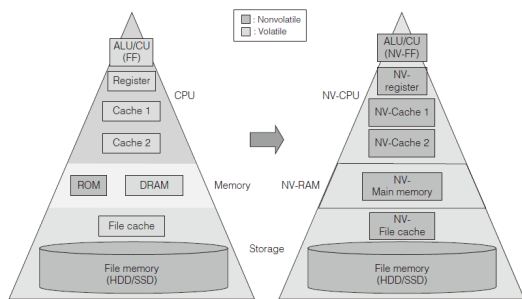 : Nonvolatile
: Volatile
ALU/CU
(FF)
Register
Cache 1
Cache 2
CPU
ROM
DRAM
Memory
File cache
Storage
File memory
(HDD/SSD)
ALU/CU
(NV-FF)
NV-
register
NV-CPU
NV-Cache 1
NV-Cache 2
NV-RAM
NV-
Main memory
NV-
File cache
File memory
(HDD/SSD)